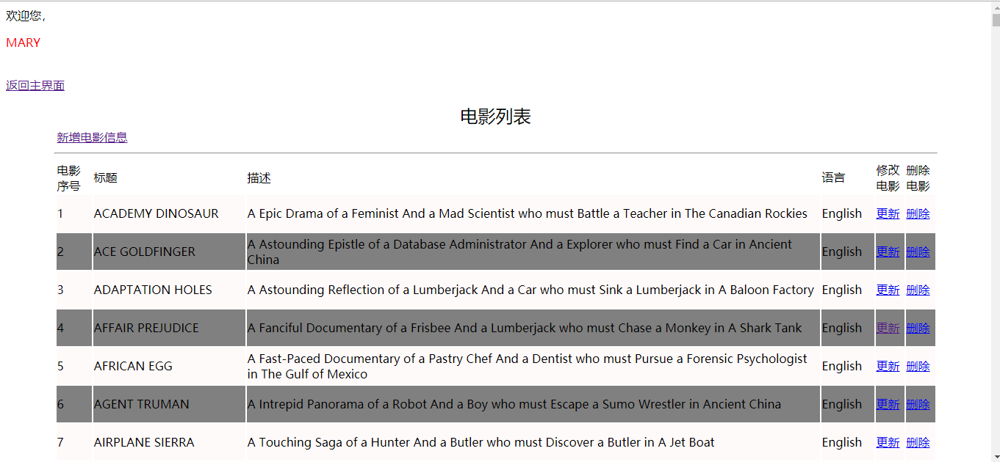 欢迎您,
MARY
返回主界面
电影列表
新增电影信息
电影序号 标题 描述 语言 修改电影 删除电影
1 ACADEMY DINOSAUR A Epic Drama of a Feminist And a Mad Scientist who must Battle a Teacher in The Canadian Rockies English 更新 删除
2 ACE GOLDFINGER A Astounding Epistle of a Database Administrator And a Explorer who must Find a Car in Ancient China English 更新 删除
3 ADAPTATION HOLES A Astounding Reflection of a Lumberjack And a Car who must Sink a Lumberjack in A Baloon Factory English 更新 删除
4 AFFAIR PREJUDICE A Fanciful Documentary of a Frisbee And a Lumberjack who must Chase a Monkey in A Shark Tank English 更新 删除
5 AFRICAN EGG A Fast-Paced Documentary of a Pastry Chef And a Dentist who must Pursue a Forensic Psychologist in The Gulf of Mexico English 更新 删除
6 AGENT TRUMAN A Intrepid Panorama of a Robot And a Boy who must Escape a Sumo Wrestler in Ancient China English 更新 删除
7 AIRPLANE SIERRA A Touching Saga of a Hunter And a Butler who must Discover a Butler in A Jet Boat English 更新 删除